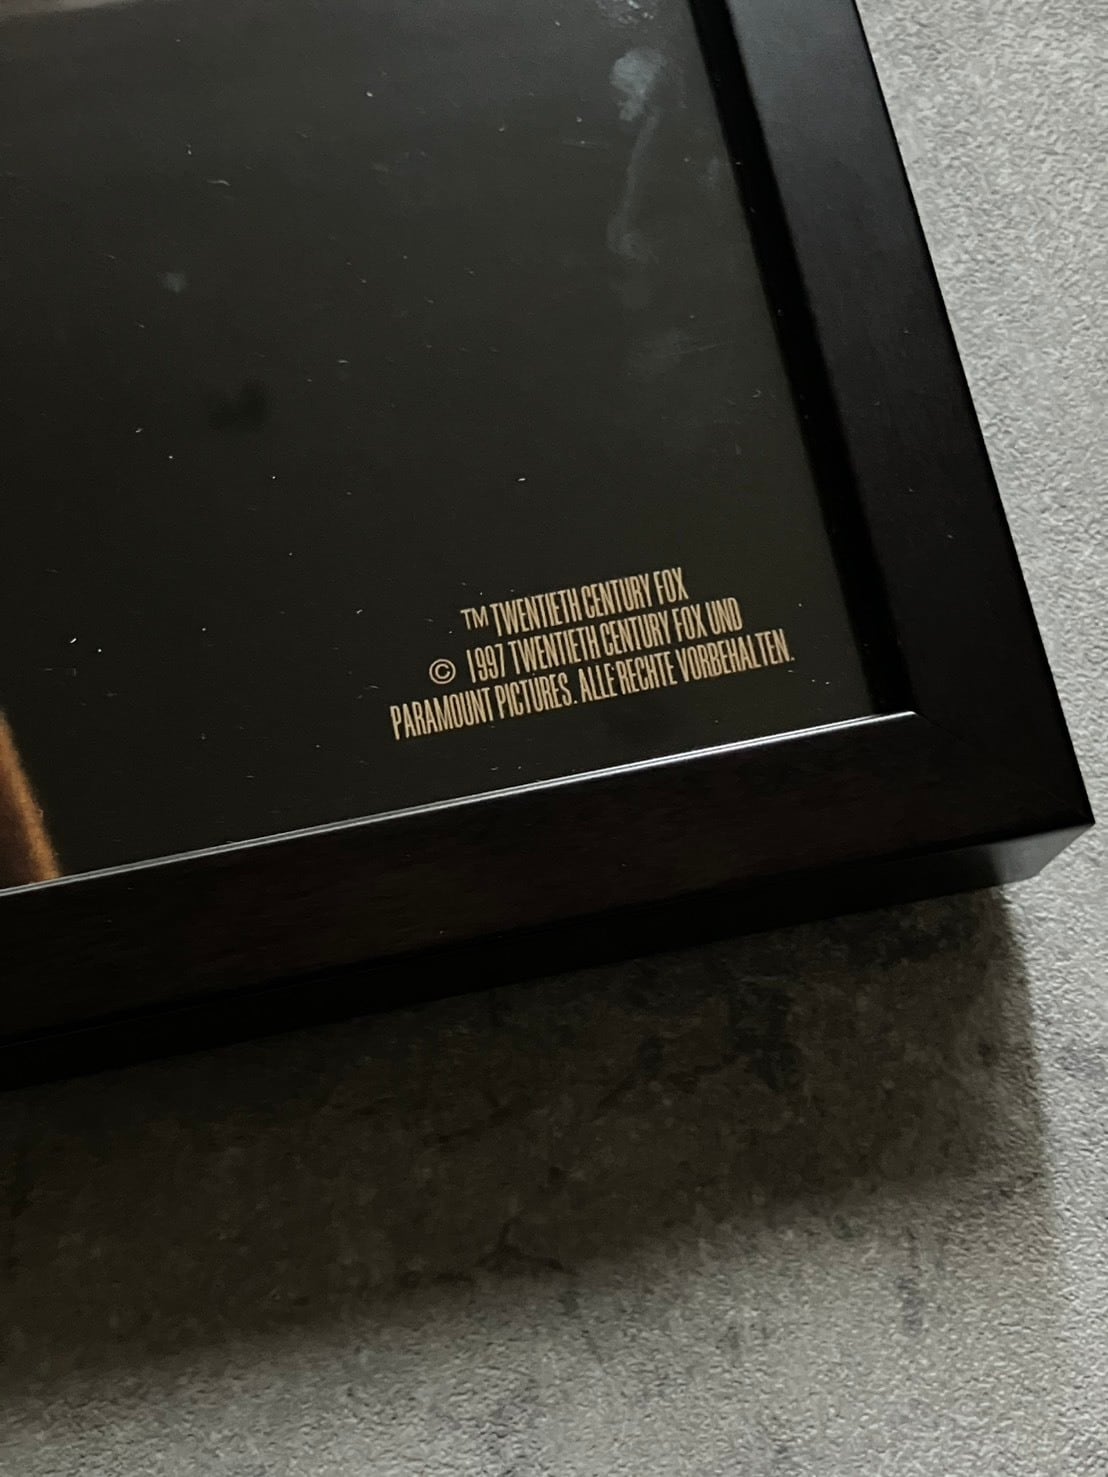 ™ TWENTIETH CENTURY FOX
© 1997 TWENTIETH CENTURY FOX UND
PARAMOUNT PICTURES. ALLE RECHTE VORBEHALTEN.